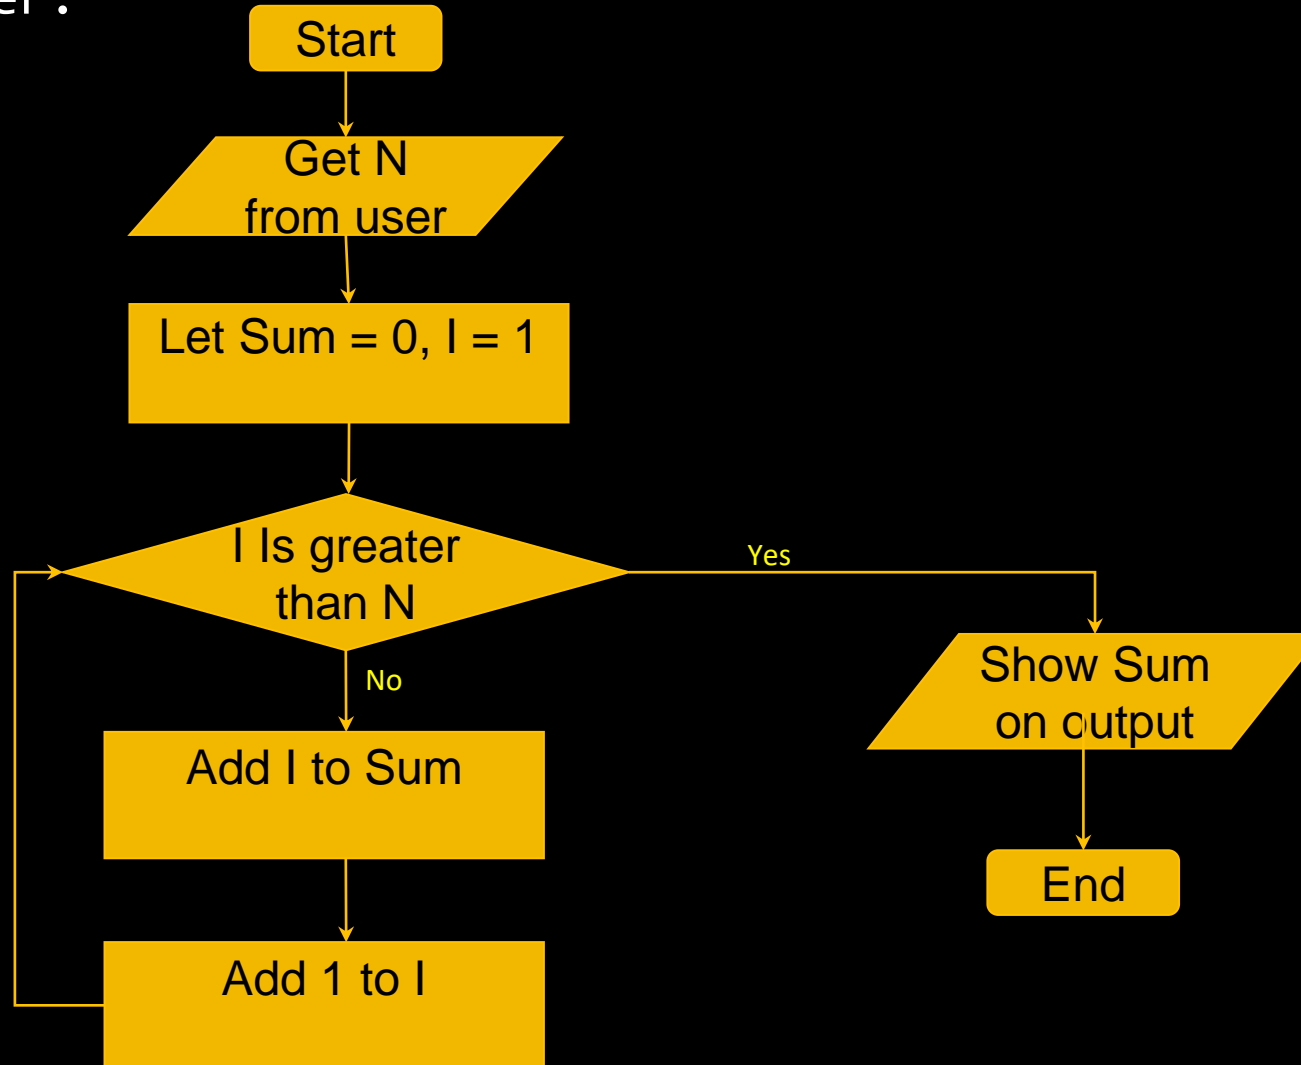 er.
Start
Get N
from user
Let Sum = 0, I = 1
I Is greater
than N
Yes
No
Show Sum
on output
Add I to Sum
End
Add 1 to I